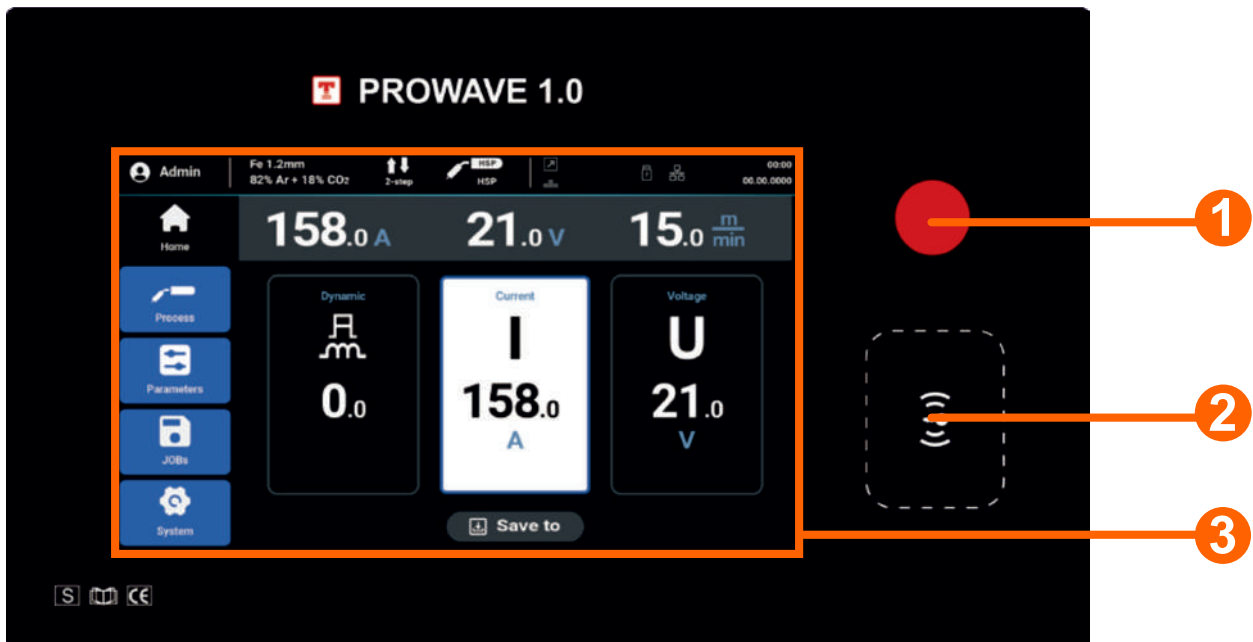 T PROWAVE 1.0
Admin
Fe 1.2mm
82% Ar + 18% CO2
2-step
HSP
HSP
00:00
00.00.0000
Home
158.0 A
21.0 V
15.0 m/min
Process
Parameters
JOBs
System
Dynamic
0.0
Current
I
158.0
A
Voltage
U
21.0
V
Save to
S CE
1
2
3